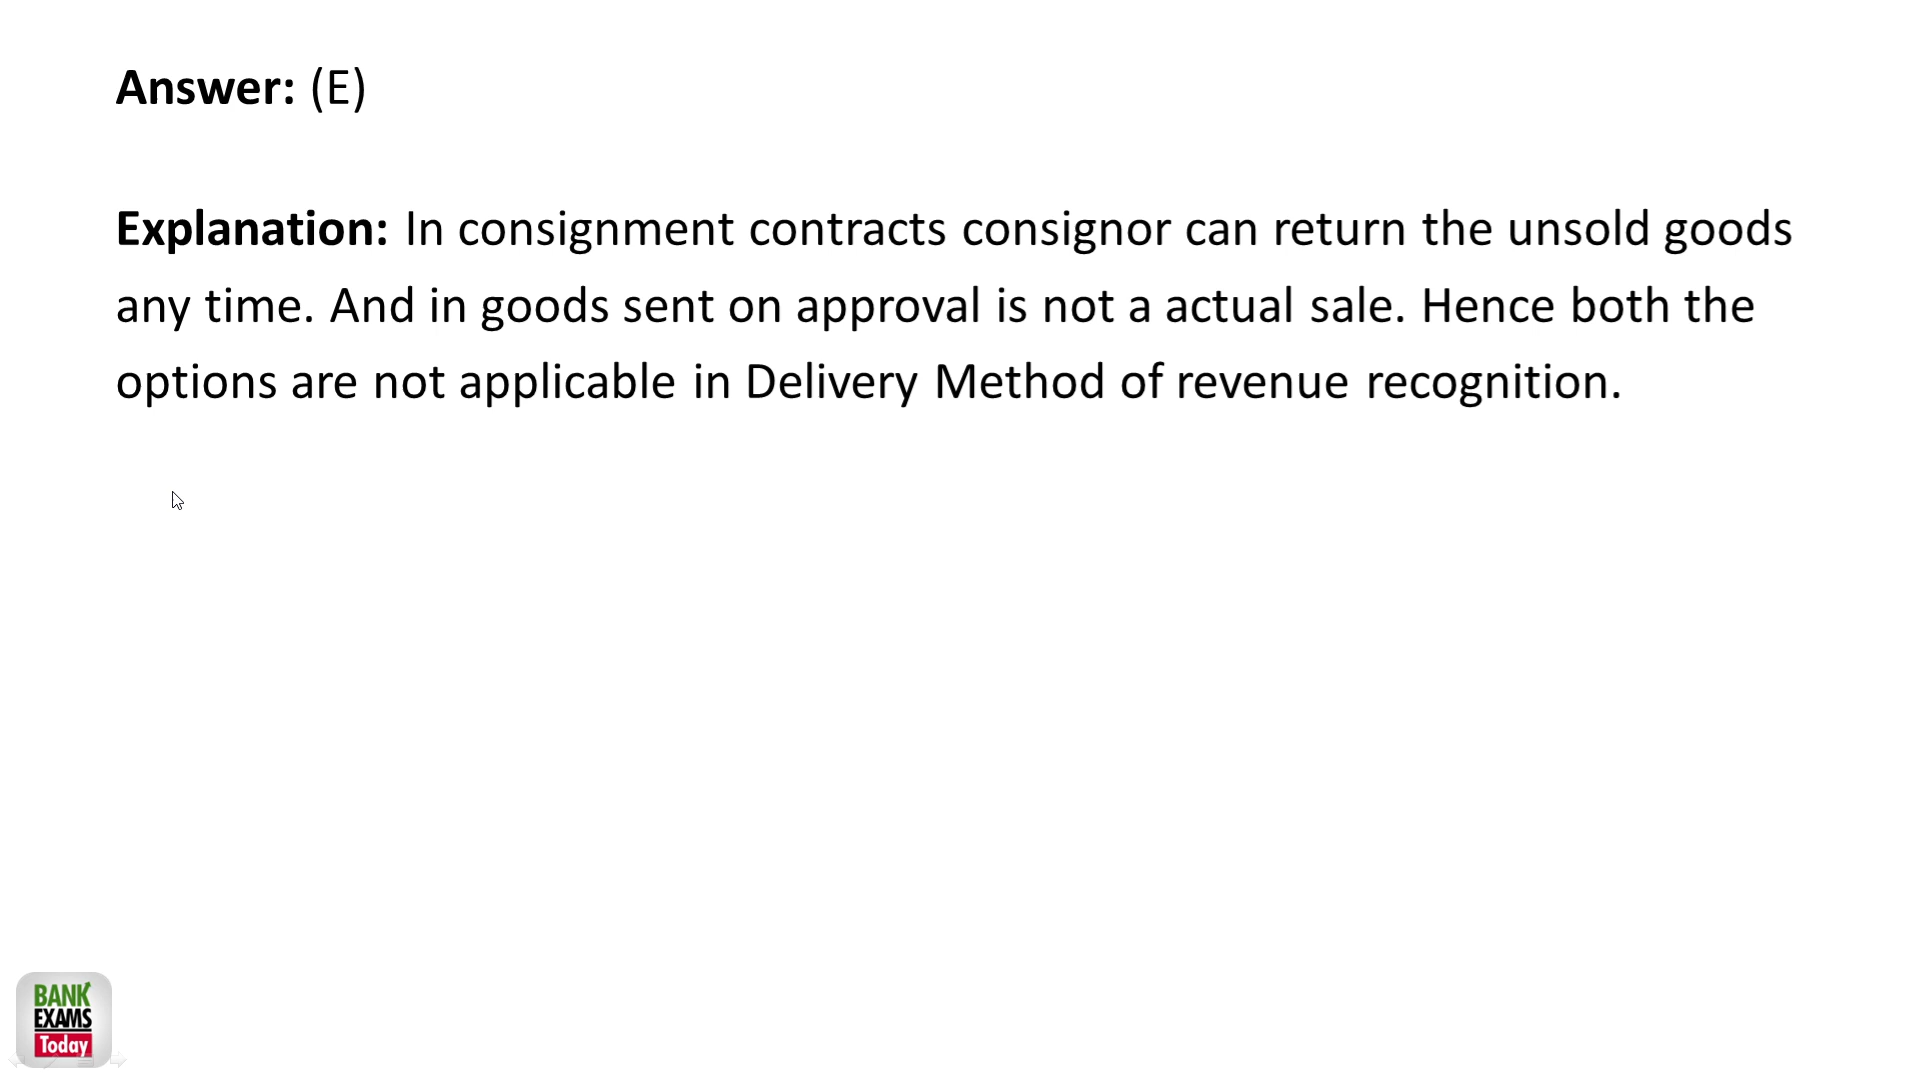 Answer: (E)
Explanation: In consignment contracts consignor can return the unsold goods
any time. And in goods sent on approval is not a actual sale. Hence both the
options are not applicable in Delivery Method of revenue recognition.
BANK
EXAMS
Today